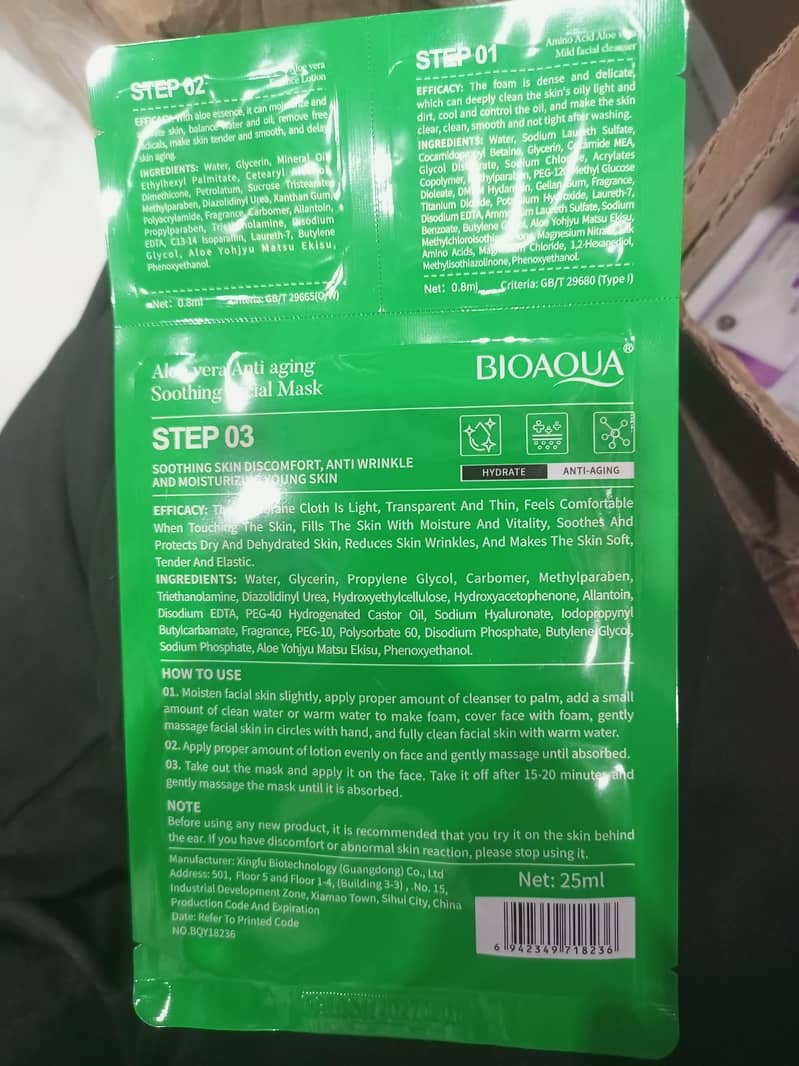 STEP 02
Aloe vera
Lotion
EFFICACY: With aloe essence, it can moisturize and
skin, balance water and oil, remove free
radicals, make skin tender and smooth, and delay
skin aging.
INGREDIENTS: Water, Glycerin, Mineral Oil,
Ethylhexyl Palmitate, Cetearyl Alcohol,
Dimethicone, Petrolatum, Sucrose Tristearate,
Methylparaben, Diazolidinyl Urea, Xanthan Gum,
Polyacrylamide, Fragrance, Carbomer, Allantoin,
Propylparaben, Triethanolamine, Disodium
EDTA, C13-14 Isoparaffin, Laureth-7, Butylene
Glycol, Aloe Yohjyu Matsu Ekisu,
Phenoxyethanol.
Net: 0.8ml Criteria: GB/T 29665(O/W)
STEP 01
Amino Acid Aloe vera
Mild facial cleanser
EFFICACY: The foam is dense and delicate,
which can deeply clean the skin's oily light and
dirt, cool and control the oil, and make the skin
clear, clean, smooth and not tight after washing.
INGREDIENTS: Water, Sodium Laureth Sulfate,
Cocamidopropyl Betaine, Glycerin, Cocamide MEA,
Glycol Distearate, Sodium Chloride, Acrylates
Copolymer, Methylparaben, PEG-120 Methyl Glucose
Dioleate, DMDM Hydantoin, Gellan Gum, Fragrance,
Titanium Dioxide, Potassium Hydroxide, Laureth-7,
Disodium EDTA, Ammonium Laureth Sulfate, Sodium
Benzoate, Butylene Glycol, Aloe Yohjyu Matsu Ekisu,
Methylchloroisothiazolinone, Magnesium Nitrate, Silk
Amino Acids, Magnesium Chloride, 1,2-Hexanediol,
Methylisothiazolinone, Phenoxyethanol.
Net: 0.8ml Criteria: GB/T 29680 (Type I)
Aloe vera Anti aging
Soothing Facial Mask
BIOAQUA®
STEP 03
SOOTHING SKIN DISCOMFORT, ANTI WRINKLE
AND MOISTURIZING YOUNG SKIN
HYDRATE ANTI-AGING
EFFICACY: The Membrane Cloth Is Light, Transparent And Thin, Feels Comfortable
When Touching The Skin, Fills The Skin With Moisture And Vitality, Soothes And
Protects Dry And Dehydrated Skin, Reduces Skin Wrinkles, And Makes The Skin Soft,
Tender And Elastic.
INGREDIENTS: Water, Glycerin, Propylene Glycol, Carbomer, Methylparaben,
Triethanolamine, Diazolidinyl Urea, Hydroxyethylcellulose, Hydroxyacetophenone, Allantoin,
Disodium EDTA, PEG-40 Hydrogenated Castor Oil, Sodium Hyaluronate, Iodopropynyl
Butylcarbamate, Fragrance, PEG-10, Polysorbate 60, Disodium Phosphate, Butylene Glycol,
Sodium Phosphate, Aloe Yohjyu Matsu Ekisu, Phenoxyethanol.
HOW TO USE
01. Moisten facial skin slightly, apply proper amount of cleanser to palm, add a small
amount of clean water or warm water to make foam, cover face with foam, gently
massage facial skin in circles with hand, and fully clean facial skin with warm water.
02. Apply proper amount of lotion evenly on face and gently massage until absorbed.
03. Take out the mask and apply it on the face. Take it off after 15-20 minutes and
gently massage the mask until it is absorbed.
NOTE
Before using any new product, it is recommended that you try it on the skin behind
the ear. If you have discomfort or abnormal skin reaction, please stop using it.
Manufacturer: Xingfu Biotechnology (Guangdong) Co., Ltd
Address: 501, Floor 5 and Floor 1-4, (Building 3-3) , .No. 15,
Industrial Development Zone, Xiamao Town, Sihui City, China
Production Code And Expiration
Date: Refer To Printed Code
NO.BQY18236
Net: 25ml
6 942349 718236